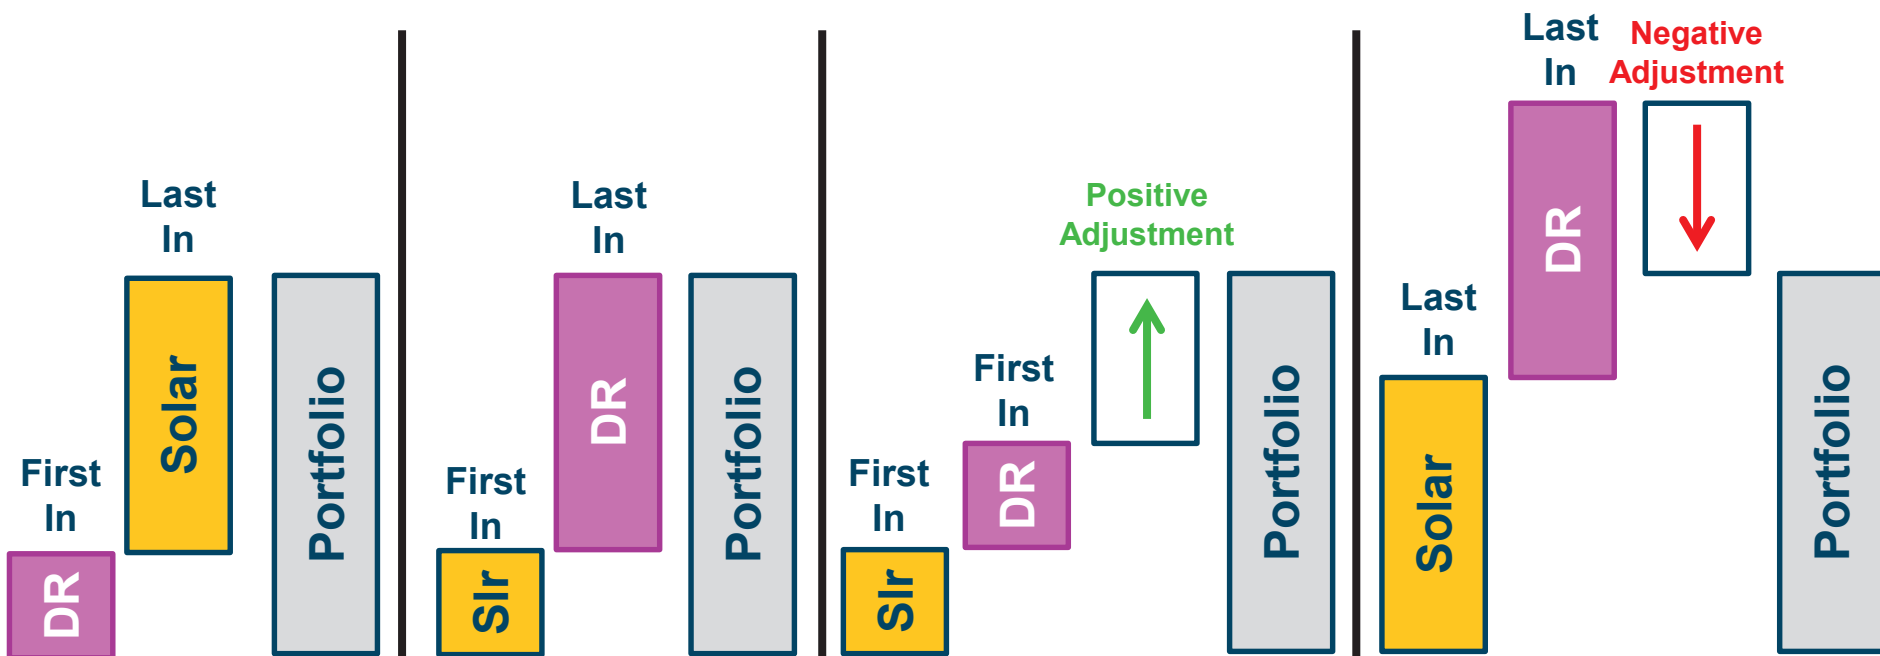 Last
In
Solar
First
In
DR
Portfolio
Last
In
DR
First
In
Slr
Portfolio
Positive
Adjustment
First
In
DR
First
In
Slr
Portfolio
Last
In
Negative
Adjustment
DR
Last
In
Solar
Portfolio